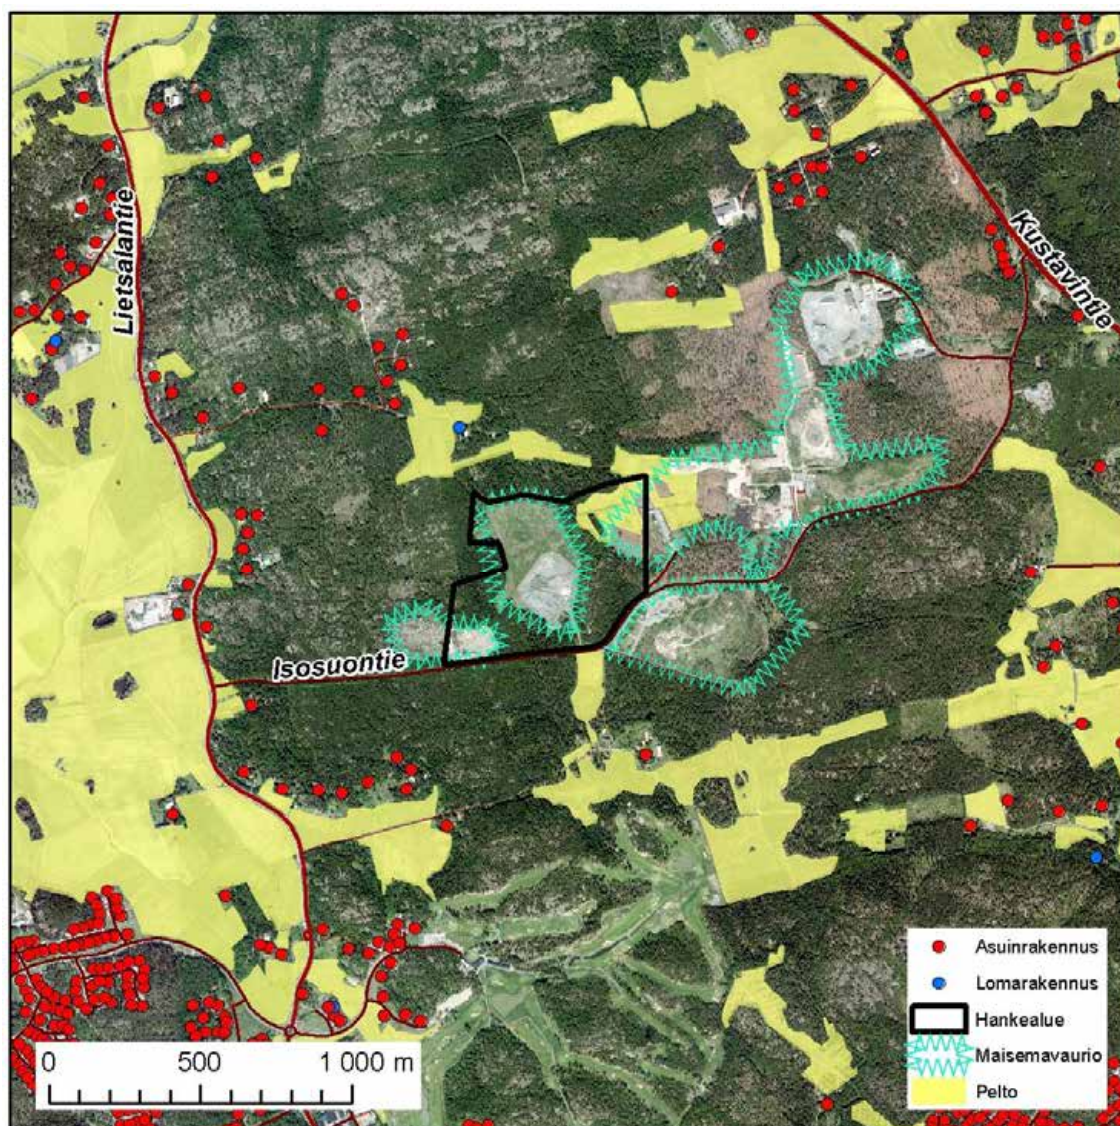 Lietsalantie
Kustavintie
Isosuontie
Asuinrakennus
Lomarakennus
Hankealue
Maisemavaurio
Pelto
0 500 1 000 m